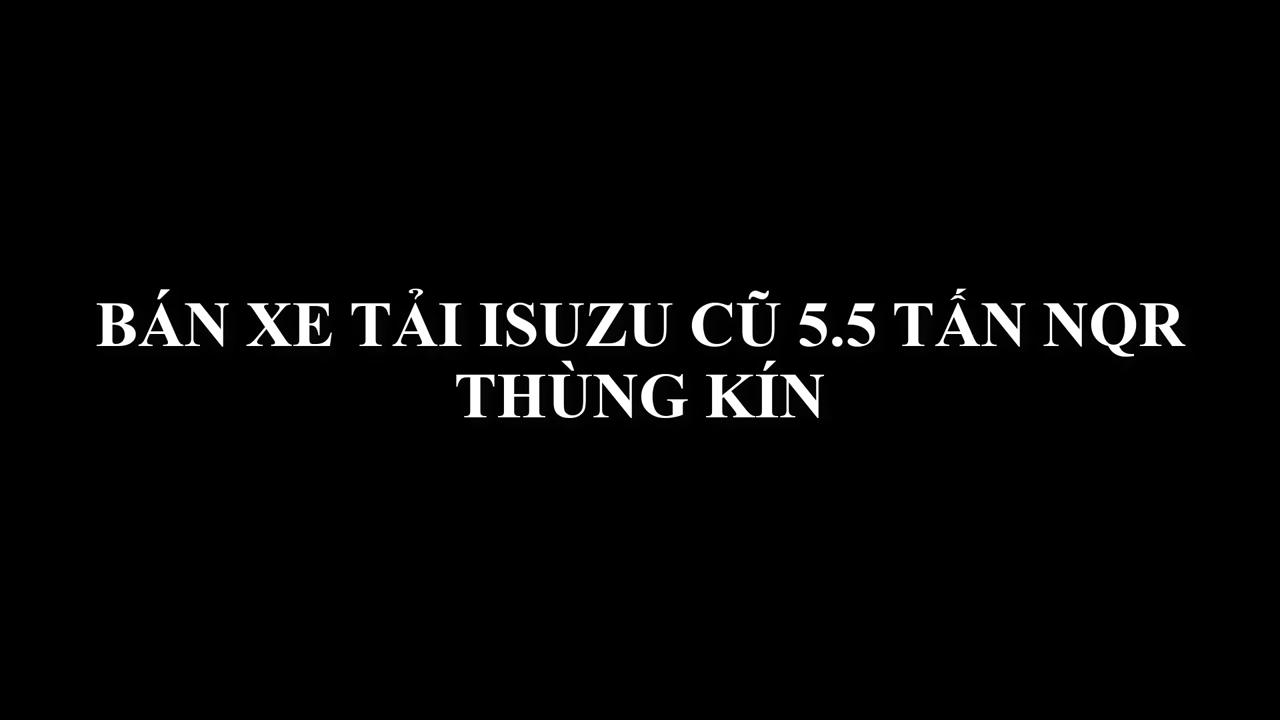 BÁN XE TẢI ISUZU CŨ 5.5 TẤN NQR
THÙNG KÍN